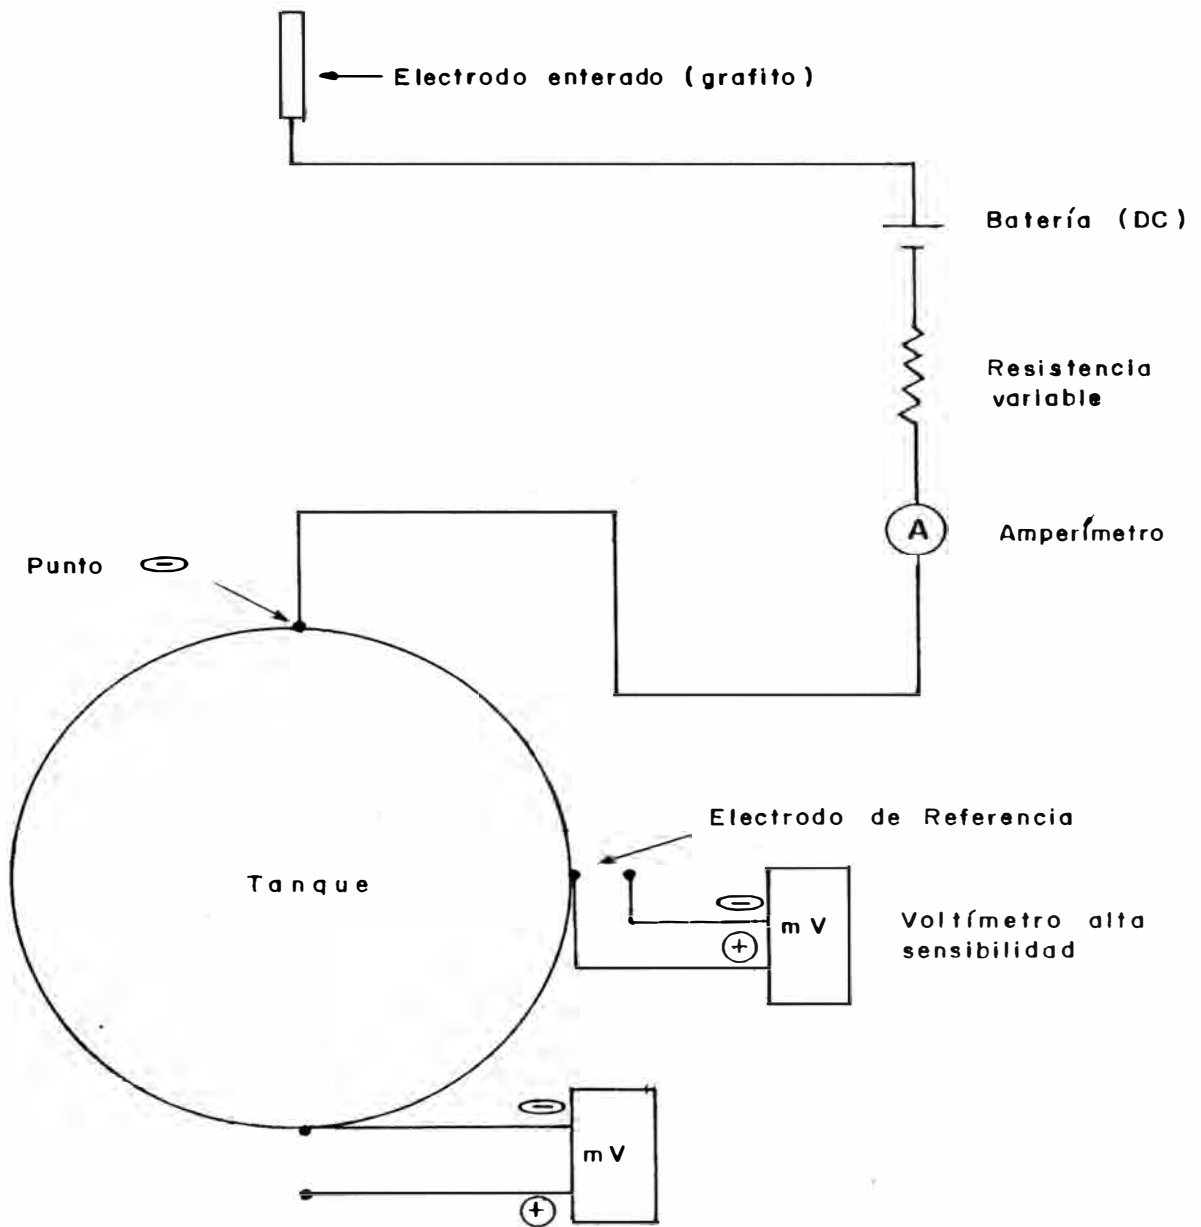 Electrodo enterado (grafito)
Batería (DC)
Resistencia
variable
A
Amperímetro
Punto ⊖
Electrodo de Referencia
Tanque
⊖
mV
⊕
Voltímetro alta
sensibilidad
⊖
mV
⊕